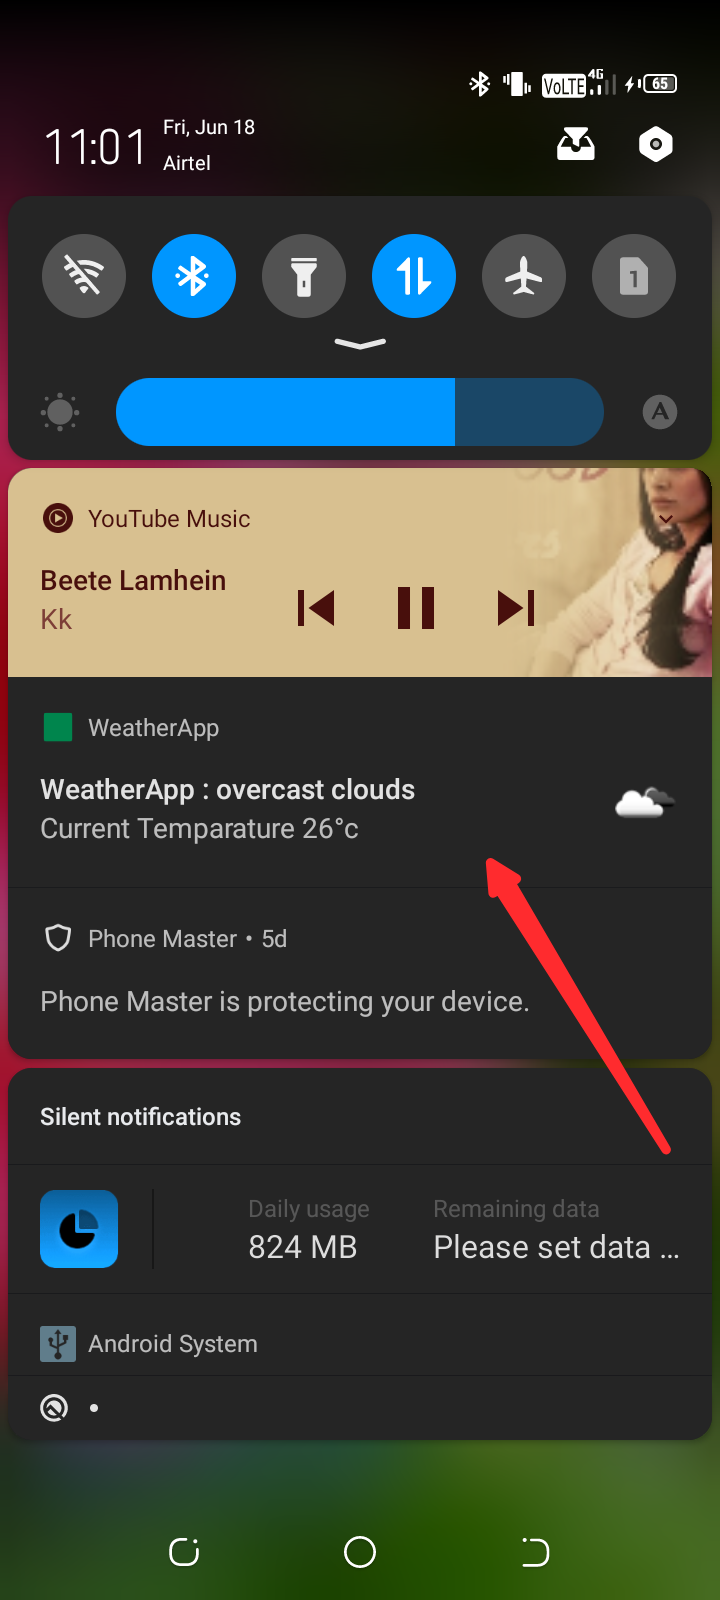 VoLTE 4G 65
11:01
Fri, Jun 18
Airtel
1
A
YouTube Music
Beete Lamhein
Kk
WeatherApp
WeatherApp : overcast clouds
Current Temparature 26°c
Phone Master • 5d
Phone Master is protecting your device.
Silent notifications
Daily usage
Remaining data
824 MB
Please set data ...
Android System